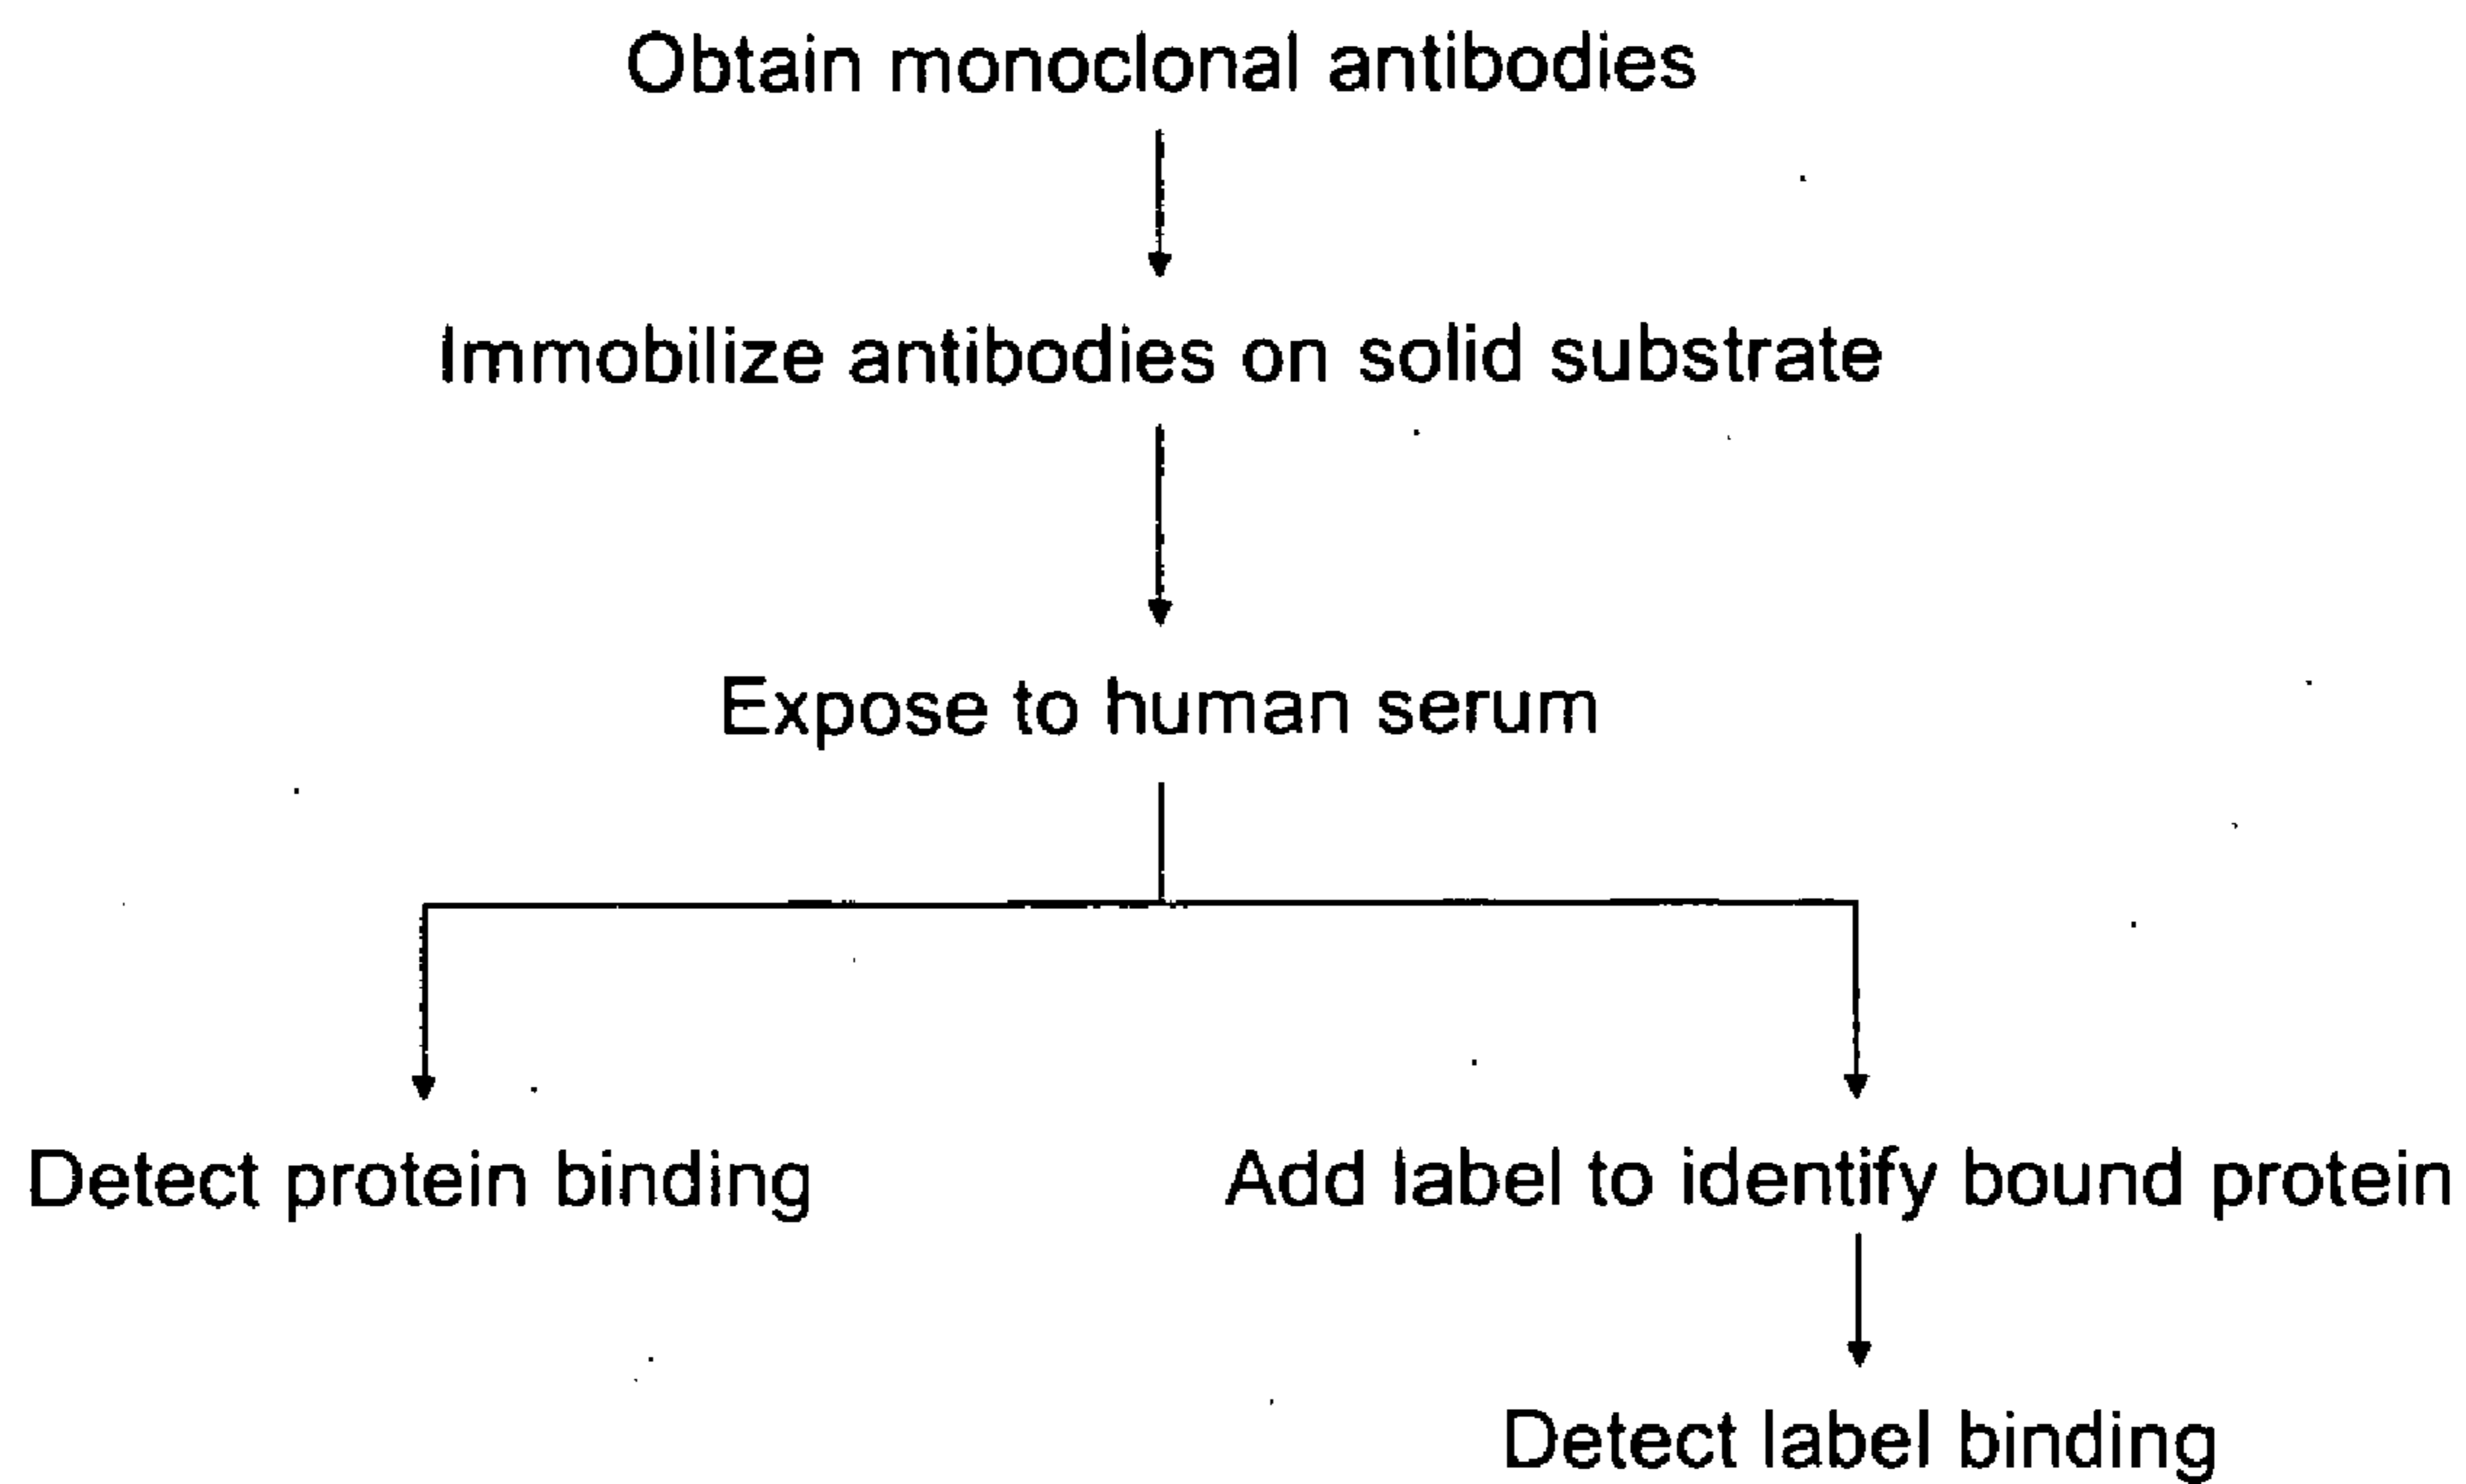 Obtain monoclonal antibodies
Immobilize antibodies on solid substrate
Expose to human serum
Detect protein binding
Add label to identify bound protein
Detect label binding